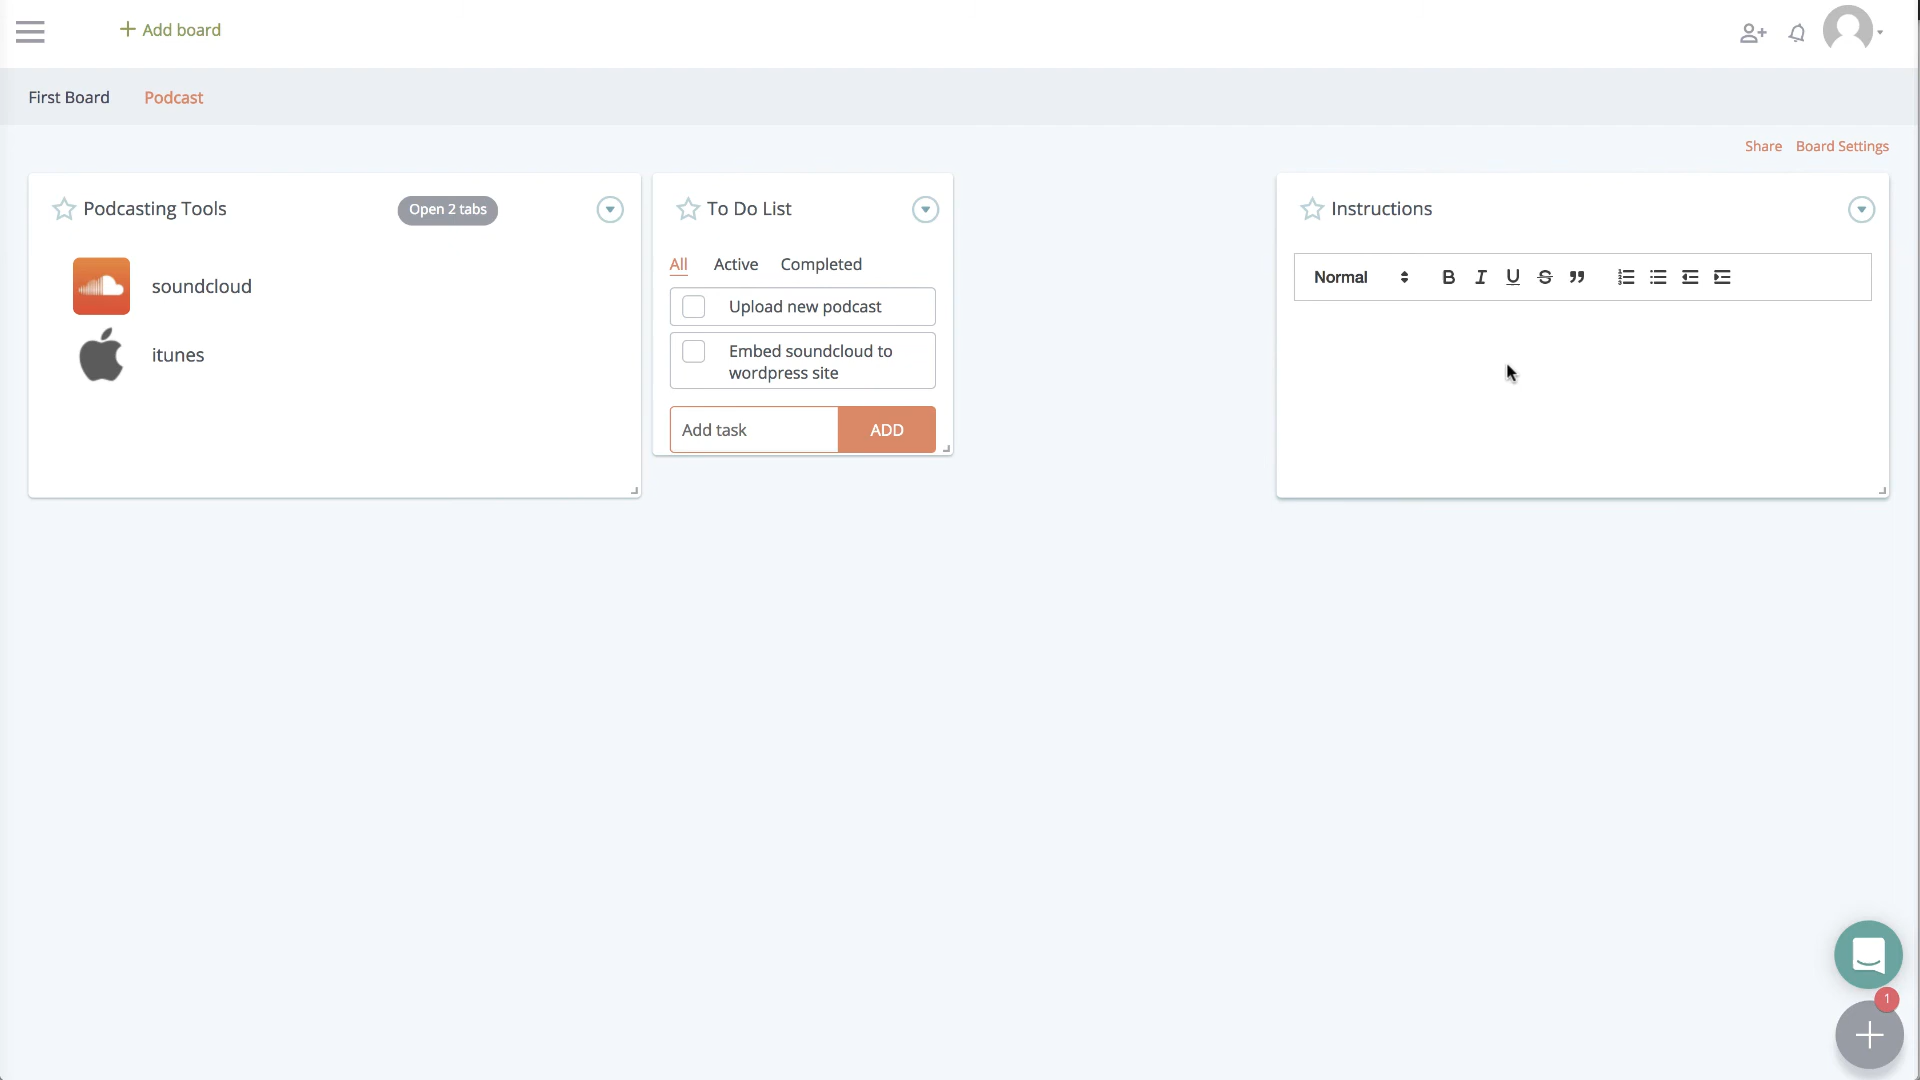 Add board
First Board
Podcast
Share
Board Settings
Podcasting Tools
Open 2 tabs
soundcloud
itunes
To Do List
All
Active
Completed
Upload new podcast
Embed soundcloud to
wordpress site
Add task
ADD
Instructions
Normal
B I U S
1